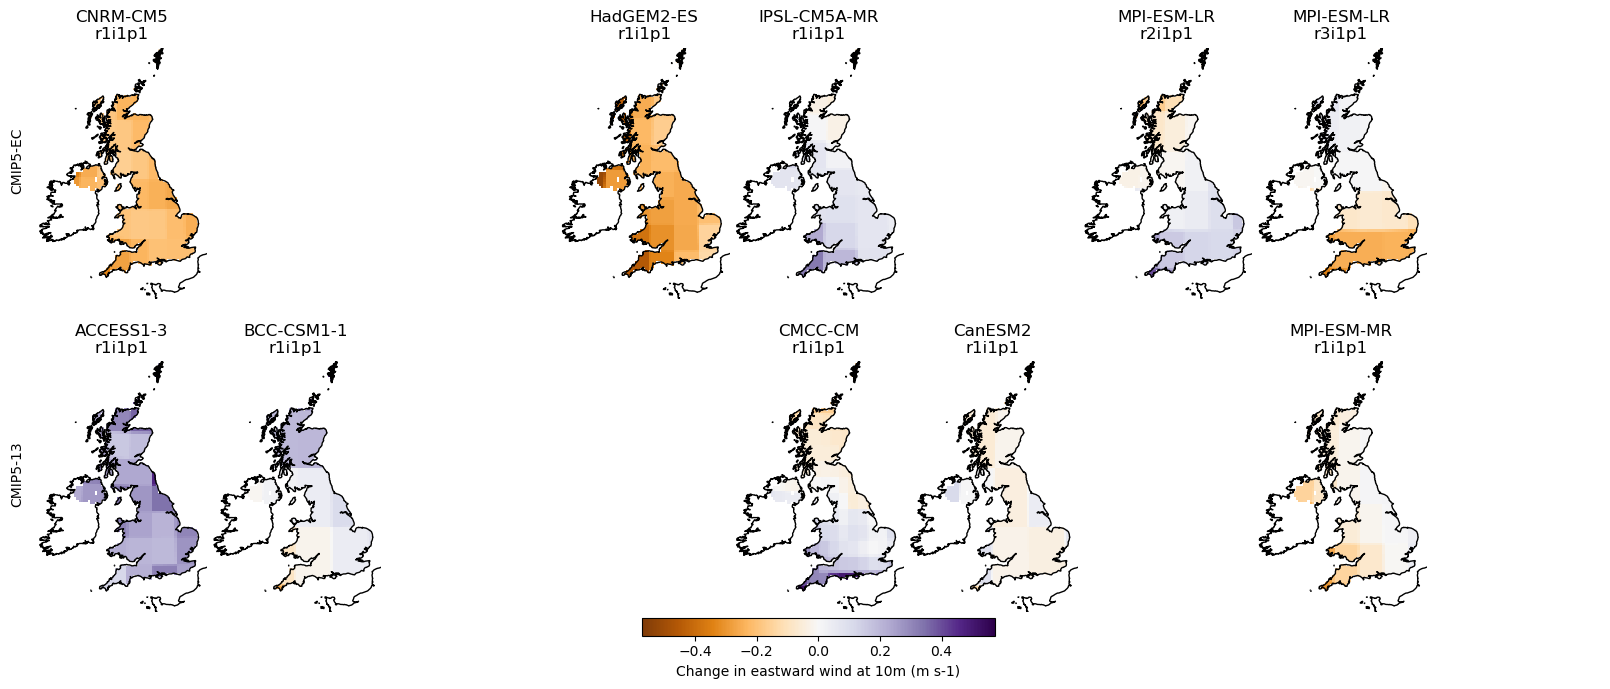 CNRM-CM5
r1i1p1
HadGEM2-ES
r1i1p1
IPSL-CM5A-MR
r1i1p1
MPI-ESM-LR
r2i1p1
MPI-ESM-LR
r3i1p1
CMIP5-EC
ACCESS1-3
r1i1p1
BCC-CSM1-1
r1i1p1
CMCC-CM
r1i1p1
CanESM2
r1i1p1
MPI-ESM-MR
r1i1p1
CMIP5-13
−0.4 −0.2 0.0 0.2 0.4
Change in eastward wind at 10m (m s-1)